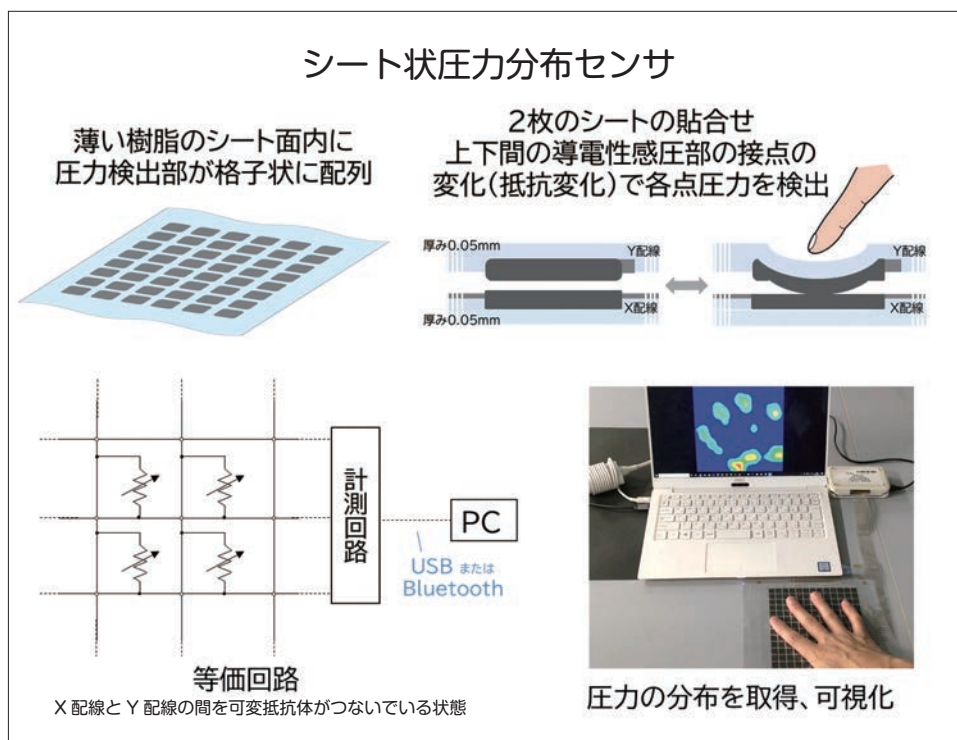 シート状圧力分布センサ
薄い樹脂のシート面内に
圧力検出部が格子状に配列
2枚のシートの貼合せ
上下間の導電性感圧部の接点の
変化(抵抗変化)で各点圧力を検出
厚み0.05mm
Y配線
Y配線
X配線
X配線
厚み0.05mm
計測回路
PC
USB または
Bluetooth
等価回路
X 配線と Y 配線の間を可変抵抗体がつないでいる状態
圧力の分布を取得、可視化